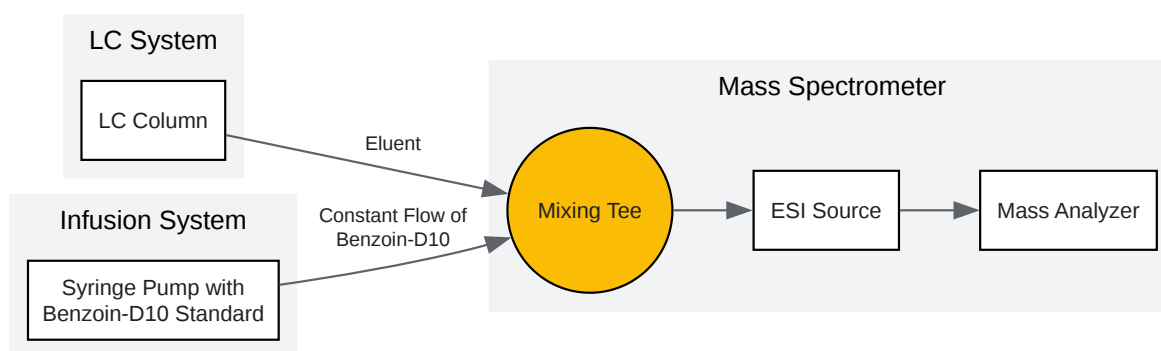 LC System
LC Column
Infusion System
Syringe Pump with
Benzoin-D10 Standard
Eluent
Constant Flow of
Benzoin-D10
Mass Spectrometer
Mixing Tee
ESI Source
Mass Analyzer